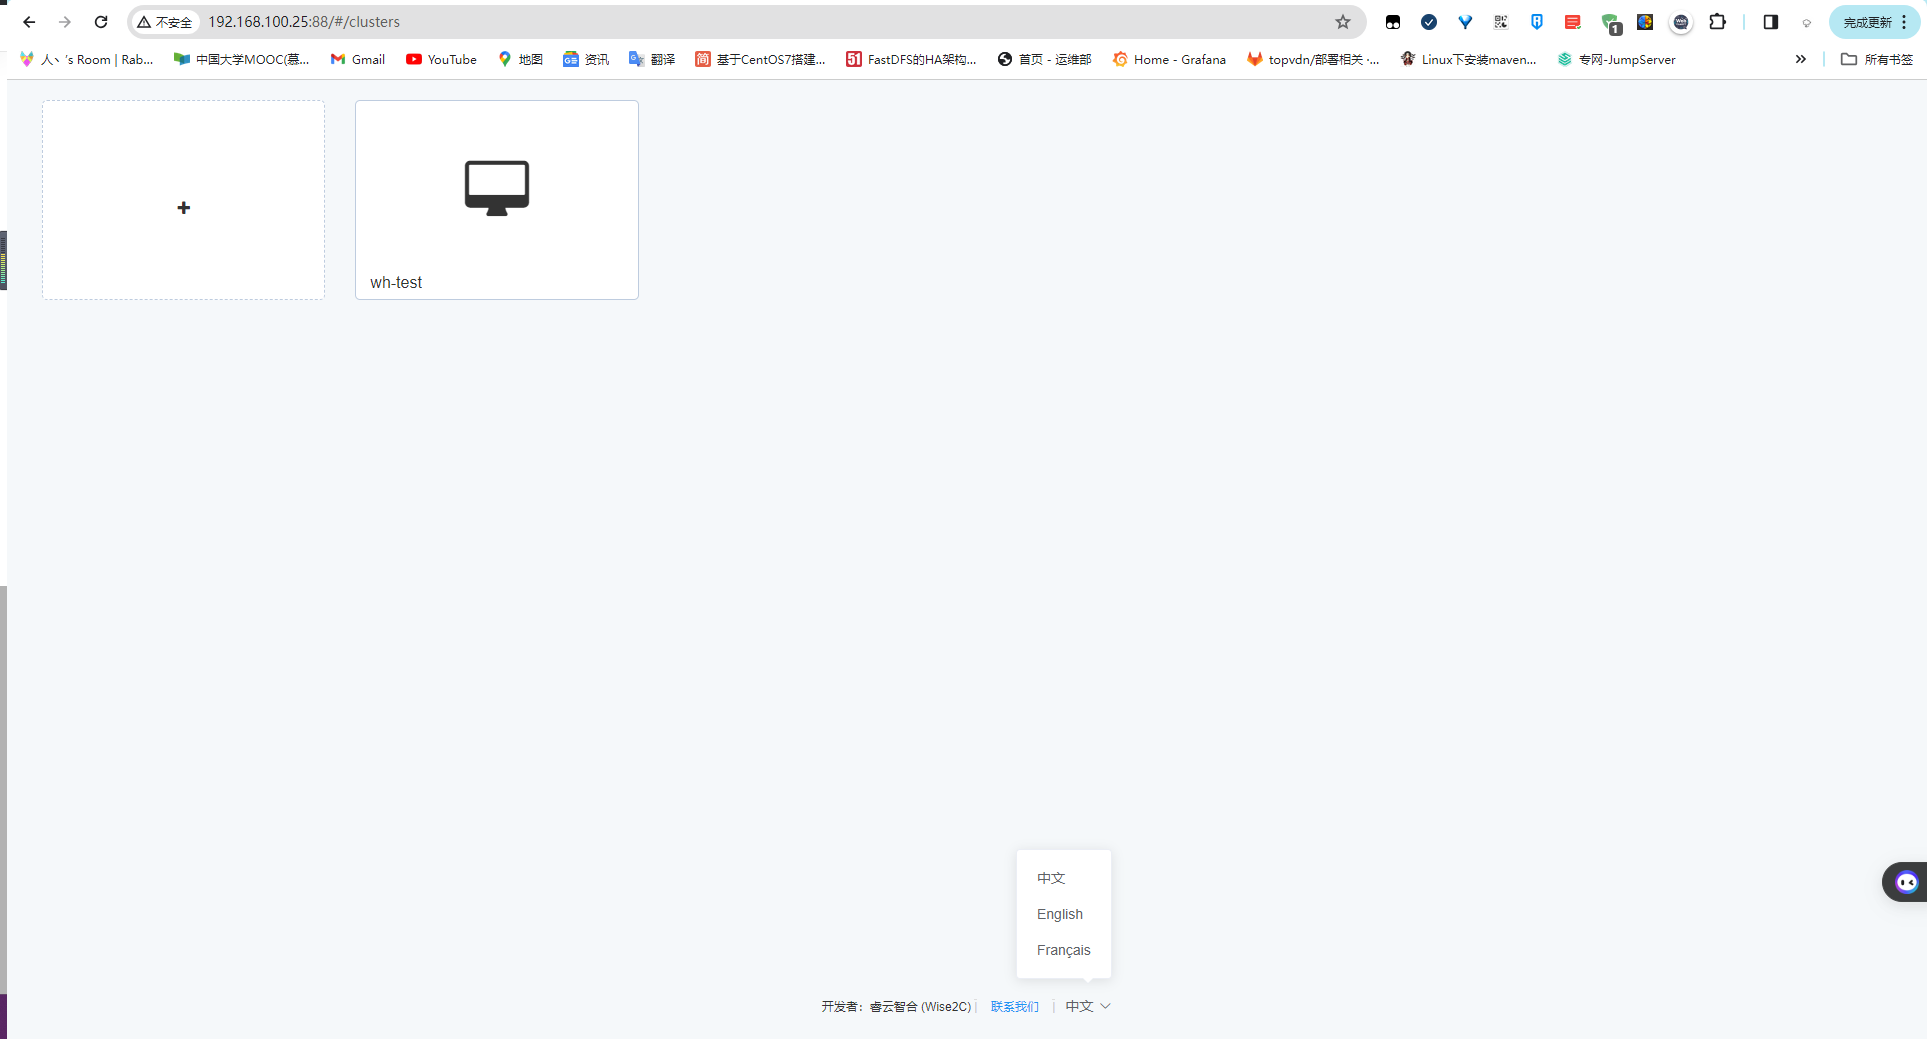 不安全 192.168.100.25:88/#/clusters 1 完成更新
人丶's Room | Rab... 中国大学MOOC(慕... Gmail YouTube 地图 资讯 翻译 简 基于CentOS7搭建... 51 FastDFS的HA架构... 首页 - 运维部 Home - Grafana topvdn/部署相关 ·... Linux下安装maven... 专网-JumpServer » 所有书签
+
wh-test
中文
English
Français
开发者：睿云智合 (Wise2C) | 联系我们 | 中文